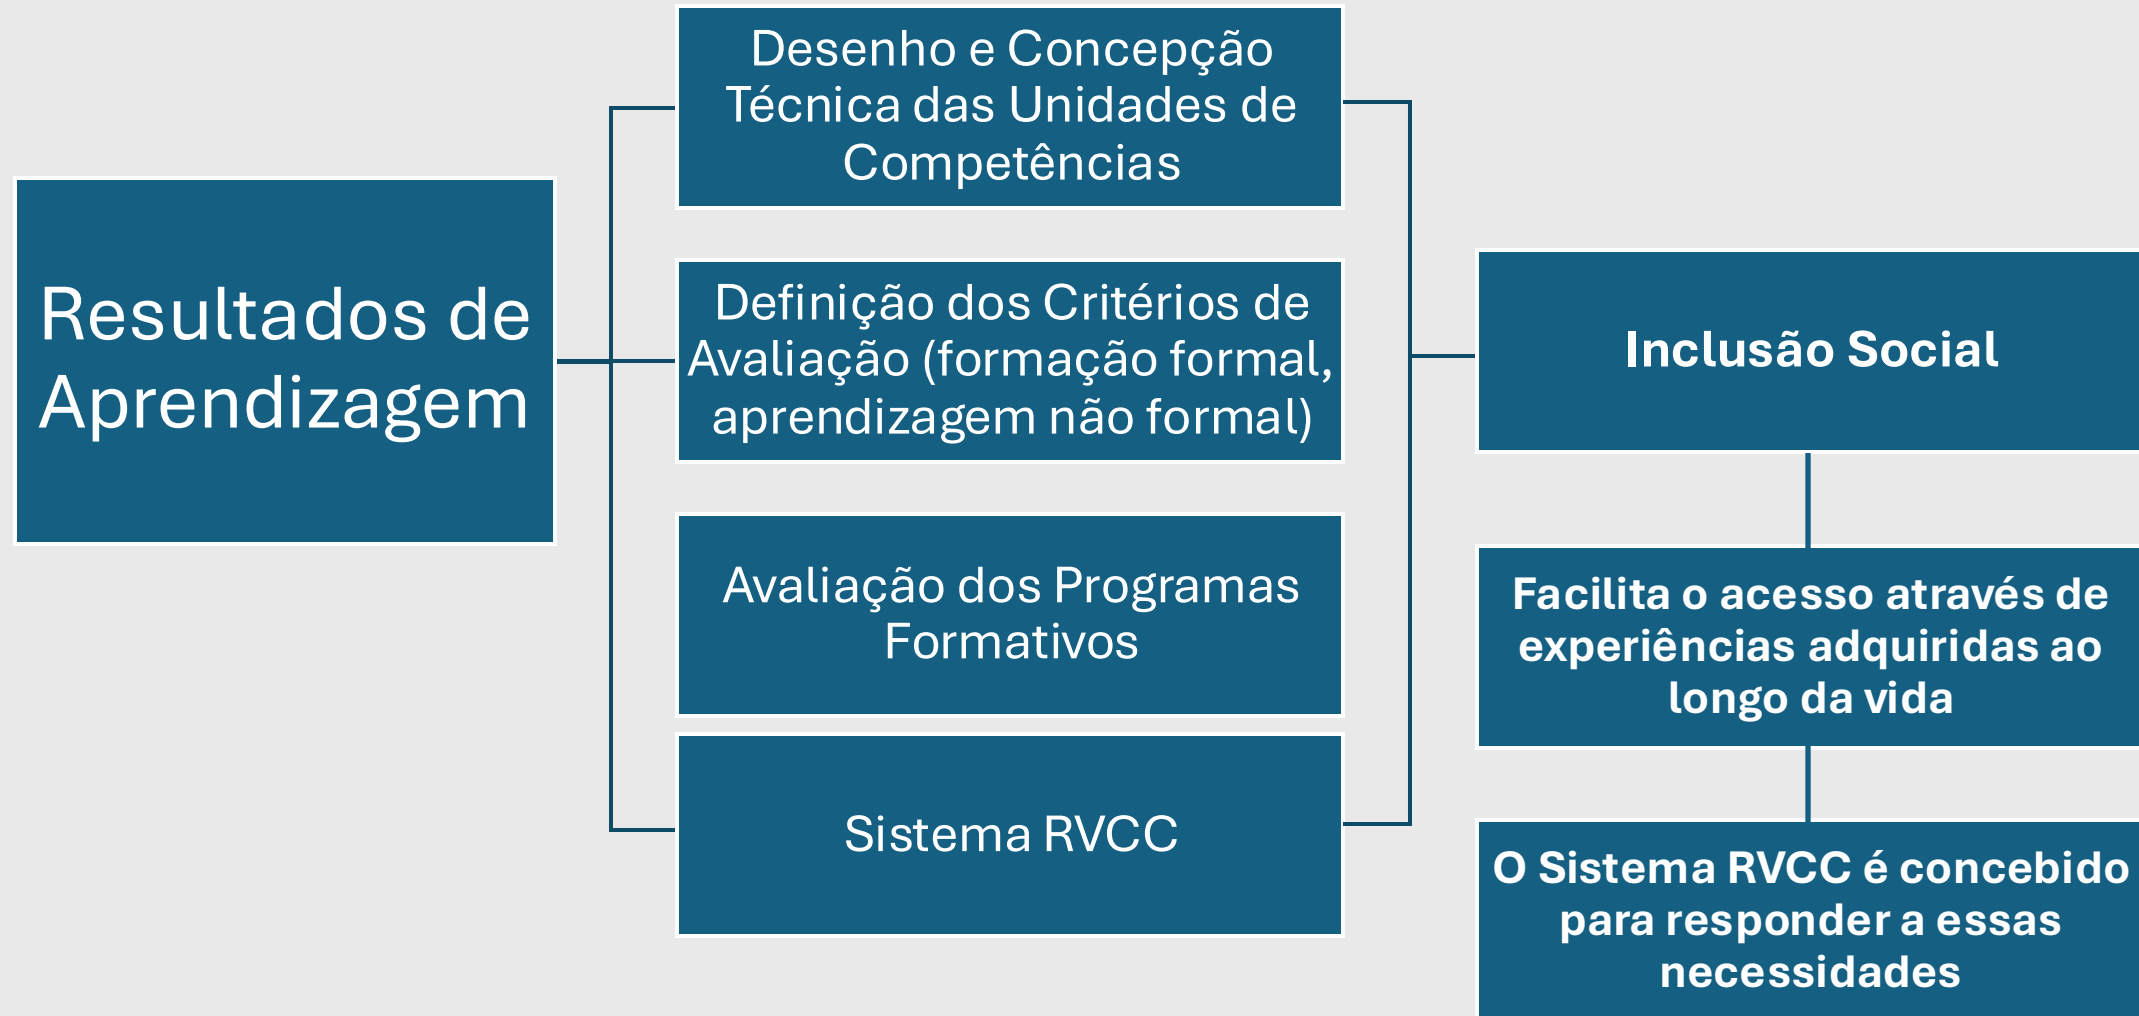 Resultados de
Aprendizagem
Desenho e Concepção
Técnica das Unidades de
Competências
Definição dos Critérios de
Avaliação (formação formal,
aprendizagem não formal)
Avaliação dos Programas
Formativos
Sistema RVCC
Inclusão Social
Facilita o acesso através de
experiências adquiridas ao
longo da vida
O Sistema RVCC é concebido
para responder a essas
necessidades